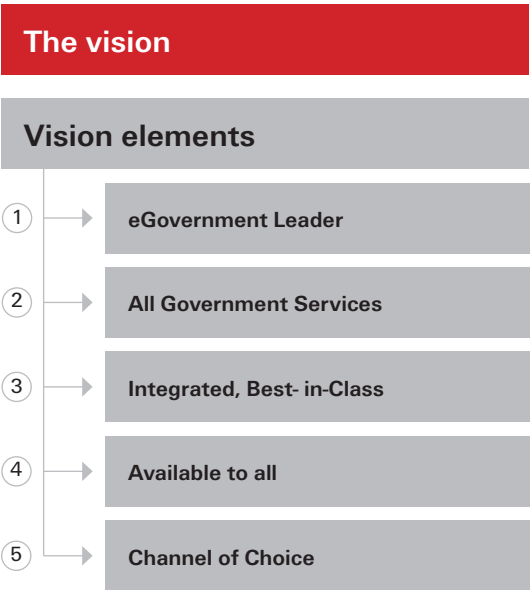 The vision
Vision elements
1
eGovernment Leader
2
All Government Services
3
Integrated, Best- in-Class
4
Available to all
5
Channel of Choice